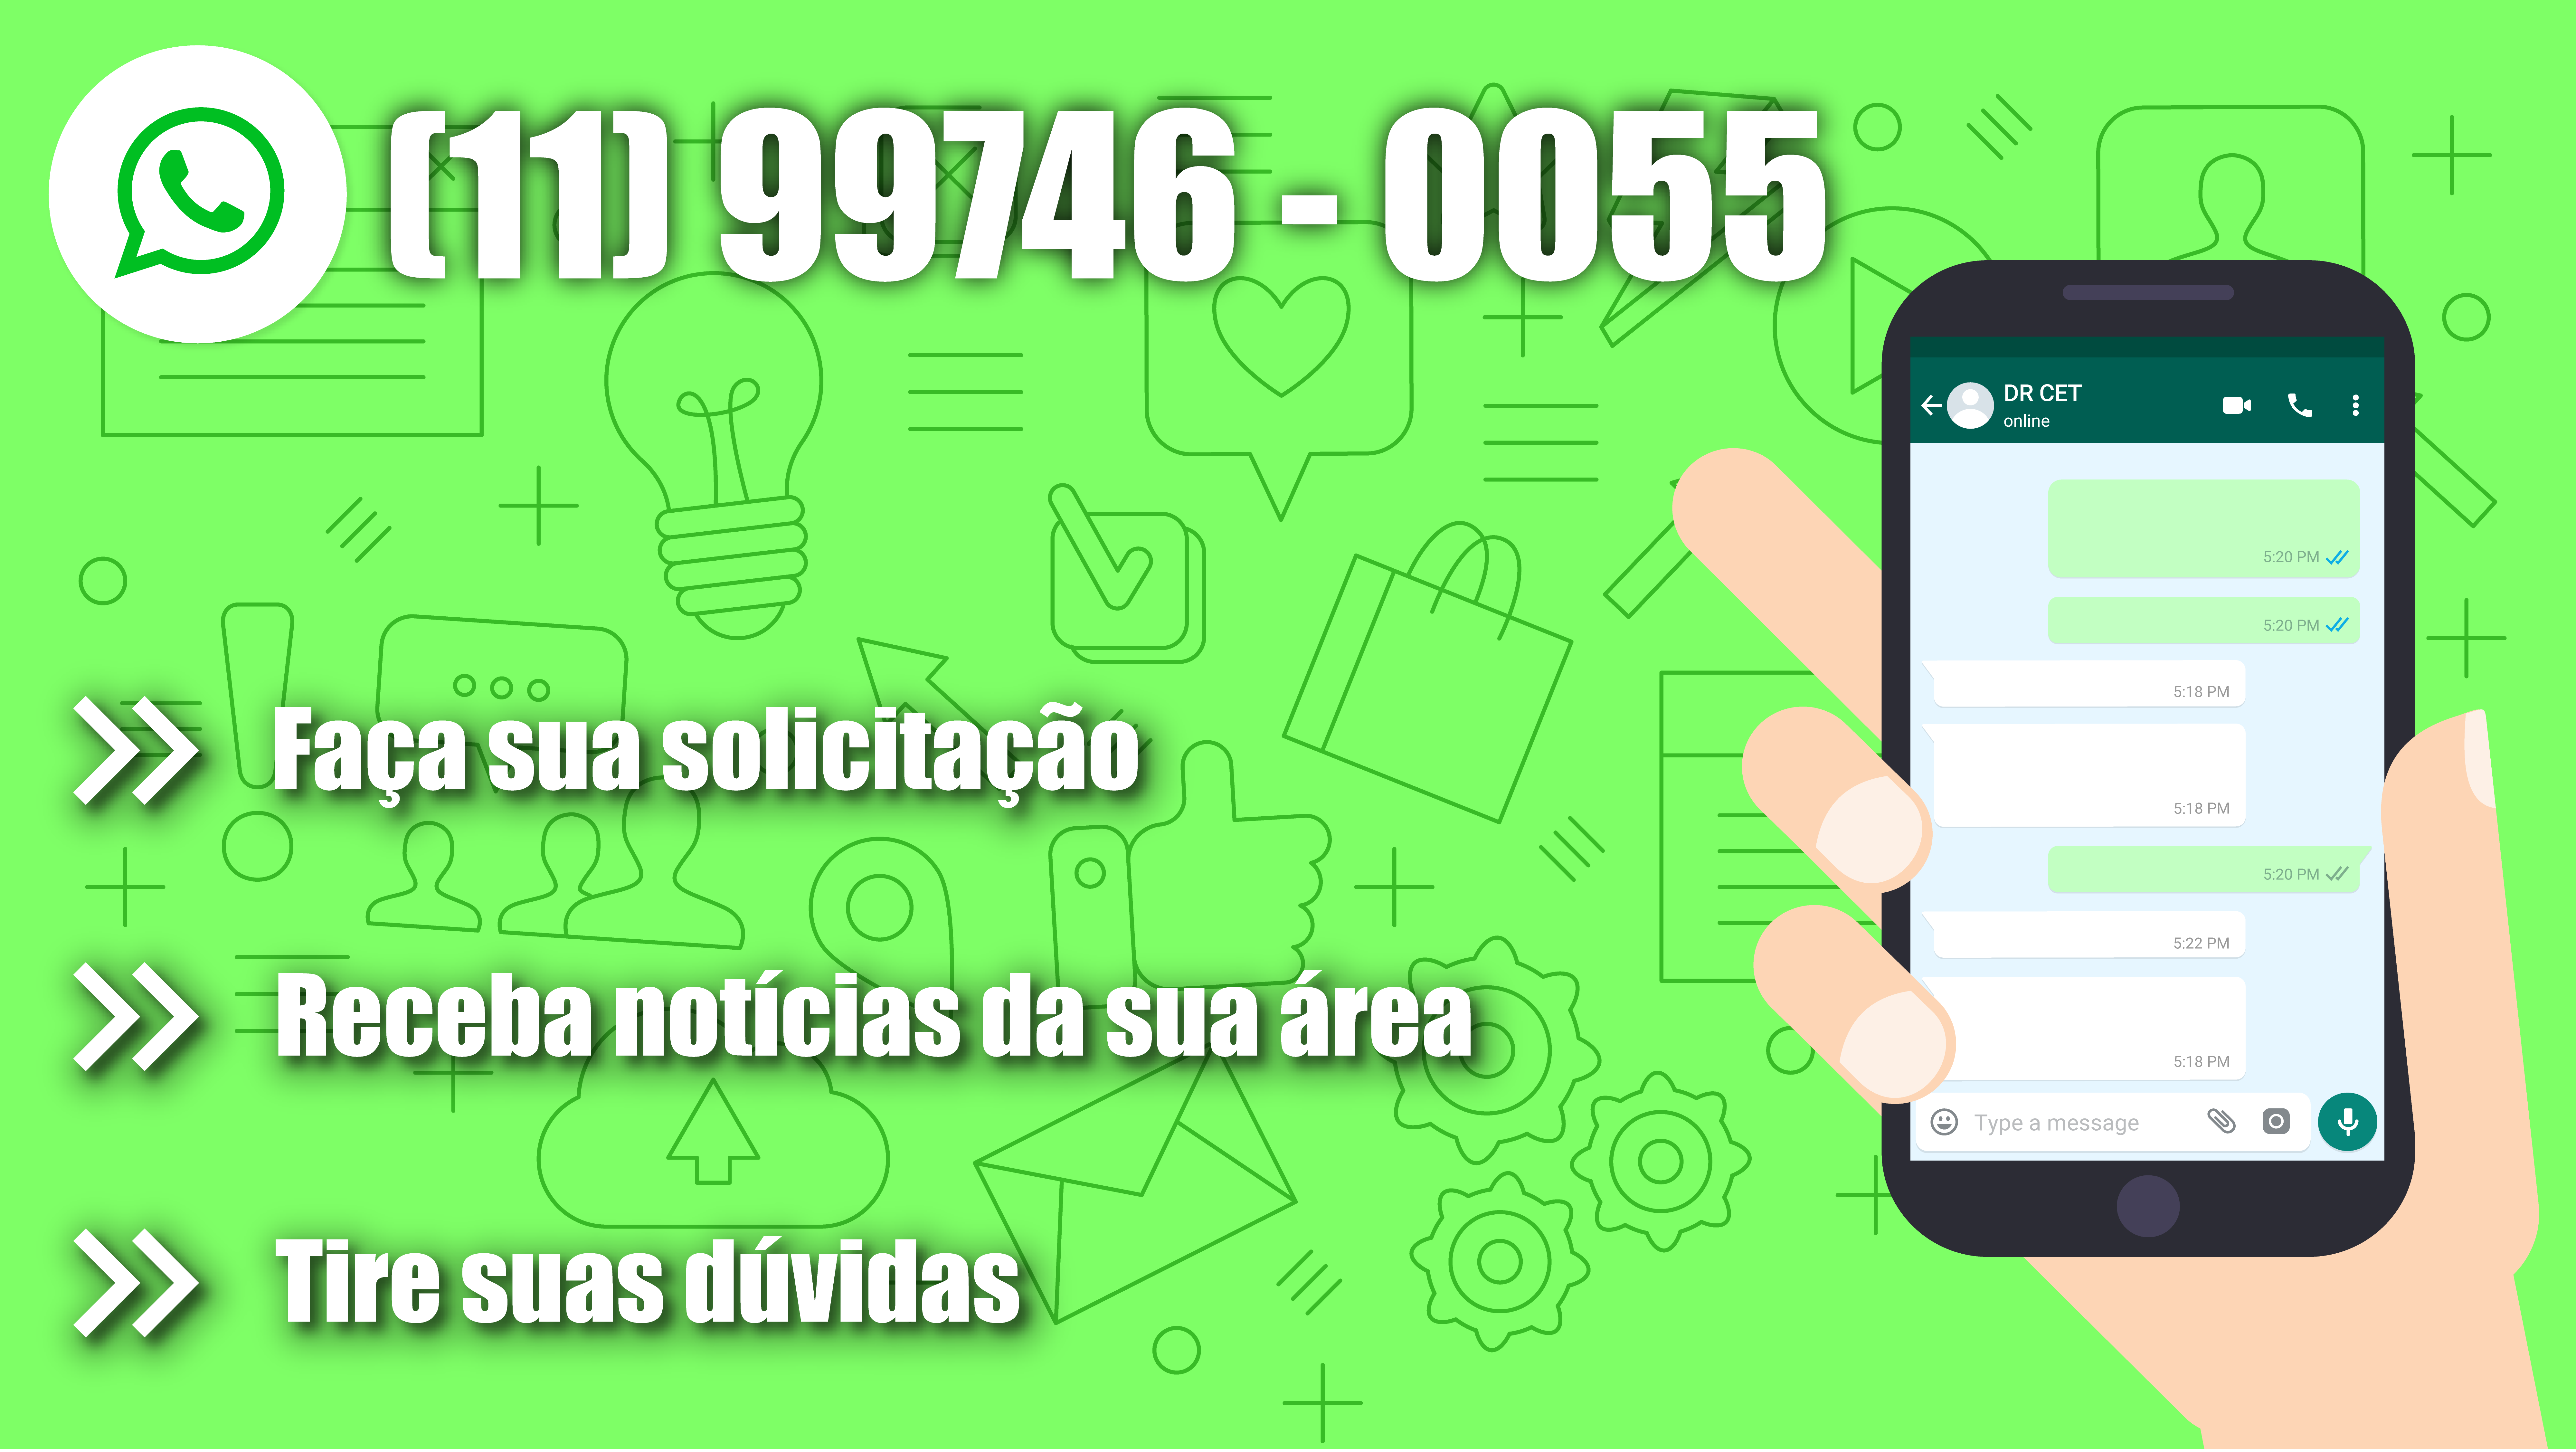 (11) 99746 - 0055
DR CET
online
5:20 PM
5:20 PM
5:18 PM
5:18 PM
5:20 PM
5:22 PM
5:18 PM
Type a message
Faça sua solicitação
Receba notícias da sua área
Tire suas dúvidas